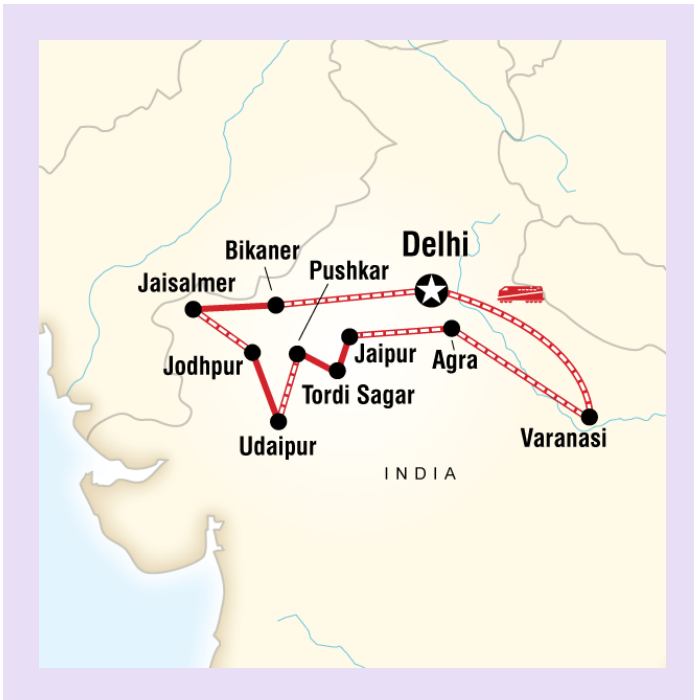 Delhi
Bikaner
Pushkar
Jaisalmer
Jodhpur
Jaipur
Agra
Tordi Sagar
Udaipur
Varanasi
INDIA